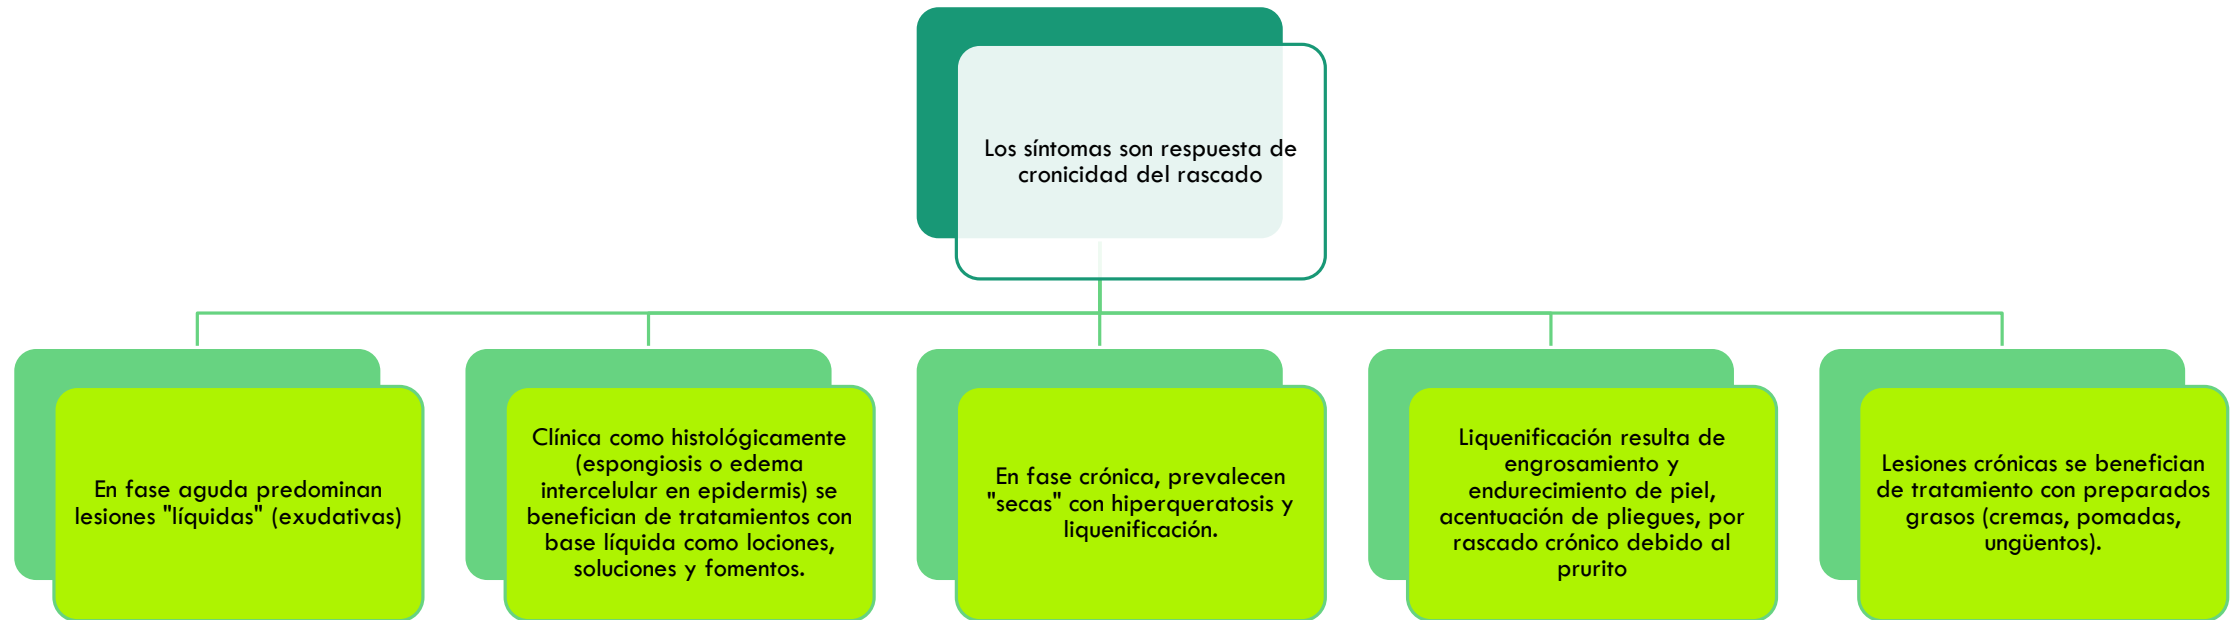 Los síntomas son respuesta de
cronicidad del rascado
En fase aguda predominan
lesiones "líquidas" (exudativas)
Clínica como histológicamente
(espongiosis o edema
intercelular en epidermis) se
benefician de tratamientos con
base líquida como lociones,
soluciones y fomentos.
En fase crónica, prevalecen
"secas" con hiperqueratosis y
liquenificación.
Liquenificación resulta de
engrosamiento y
endurecimiento de piel,
acentuación de pliegues, por
rascado crónico debido al
prurito
Lesiones crónicas se benefician
de tratamiento con preparados
grasos (cremas, pomadas,
ungüentos).